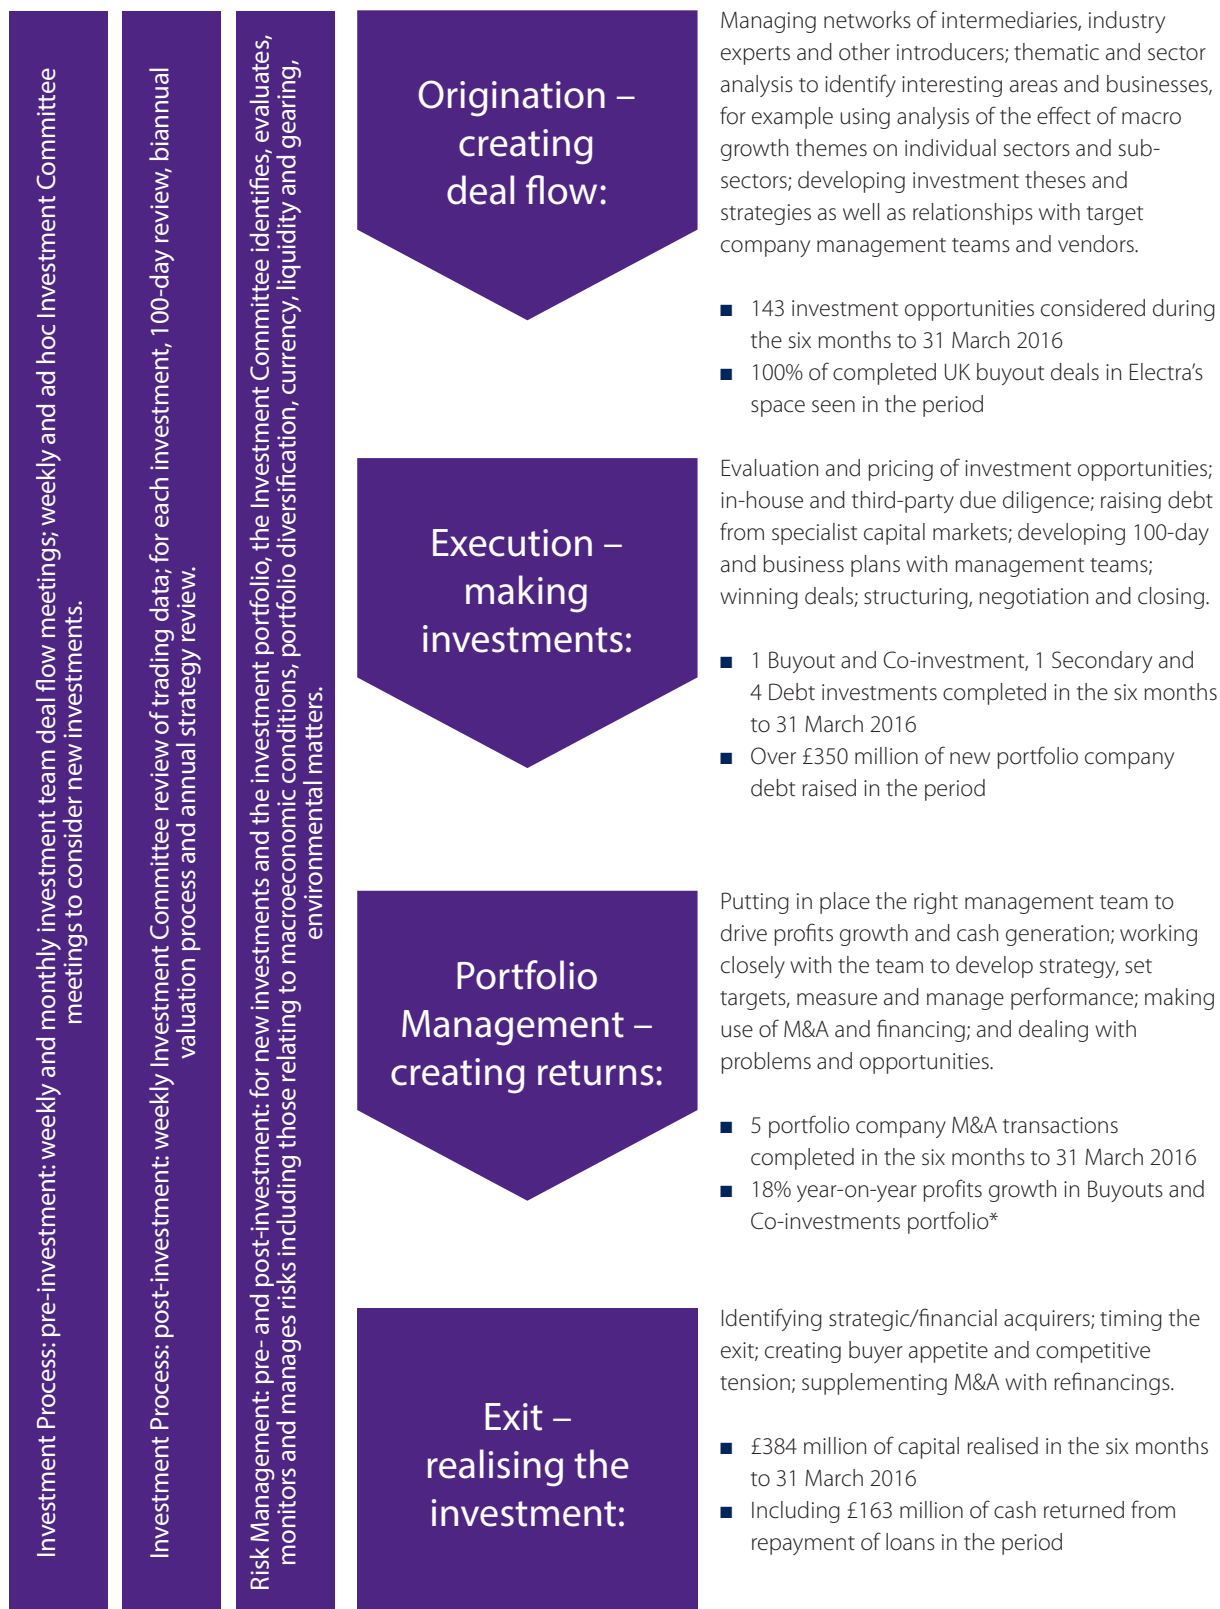 Investment Process: pre-investment: weekly and monthly investment team deal flow meetings; weekly and ad hoc Investment Committee
meetings to consider new investments.
Investment Process: post-investment: weekly Investment Committee review of trading data; for each investment, 100-day review, biannual
valuation process and annual strategy review.
Risk Management: pre- and post-investment: for new investments and the investment portfolio, the Investment Committee identifies, evaluates,
monitors and manages risks including those relating to macroeconomic conditions, portfolio diversification, currency, liquidity and gearing,
environmental matters.
Origination –
creating
deal flow:
Managing networks of intermediaries, industry
experts and other introducers; thematic and sector
analysis to identify interesting areas and businesses,
for example using analysis of the effect of macro
growth themes on individual sectors and sub-
sectors; developing investment theses and
strategies as well as relationships with target
company management teams and vendors.
■ 143 investment opportunities considered during
the six months to 31 March 2016
■ 100% of completed UK buyout deals in Electra’s
space seen in the period
Execution –
making
investments:
Evaluation and pricing of investment opportunities;
in-house and third-party due diligence; raising debt
from specialist capital markets; developing 100-day
and business plans with management teams;
winning deals; structuring, negotiation and closing.
■ 1 Buyout and Co-investment, 1 Secondary and
4 Debt investments completed in the six months
to 31 March 2016
■ Over £350 million of new portfolio company
debt raised in the period
Portfolio
Management –
creating returns:
Putting in place the right management team to
drive profits growth and cash generation; working
closely with the team to develop strategy, set
targets, measure and manage performance; making
use of M&A and financing; and dealing with
problems and opportunities.
■ 5 portfolio company M&A transactions
completed in the six months to 31 March 2016
■ 18% year-on-year profits growth in Buyouts and
Co-investments portfolio*
Exit –
realising the
investment:
Identifying strategic/financial acquirers; timing the
exit; creating buyer appetite and competitive
tension; supplementing M&A with refinancings.
■ £384 million of capital realised in the six months
to 31 March 2016
■ Including £163 million of cash returned from
repayment of loans in the period